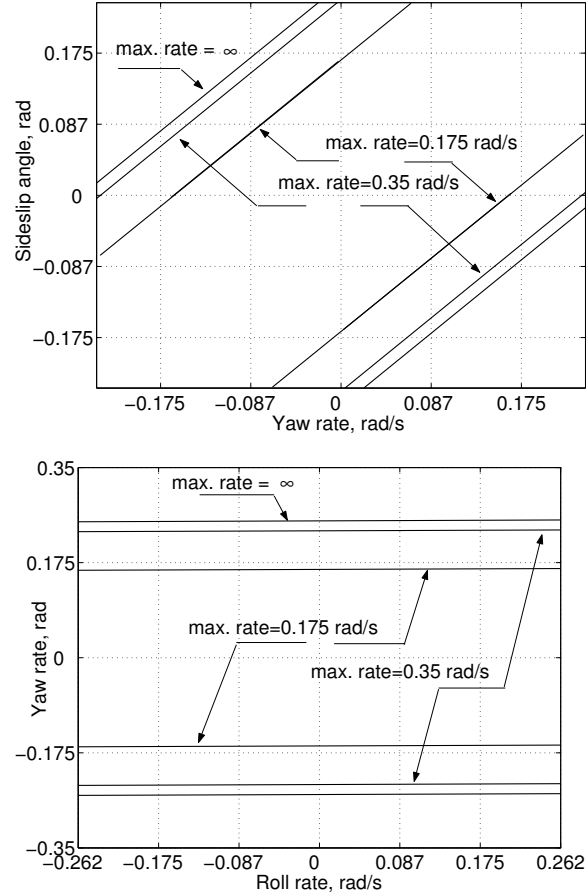 max. rate = ∞
0.175
0.087
0
−0.087
−0.175
Sideslip angle, rad
max. rate=0.175 rad/s
max. rate=0.35 rad/s
−0.175 −0.087 0 0.087 0.175
Yaw rate, rad/s
0.35
0.175
0
−0.175
−0.35
Yaw rate, rad
max. rate = ∞
max. rate=0.175 rad/s
max. rate=0.35 rad/s
−0.262 −0.175 −0.087 0 0.087 0.175 0.262
Roll rate, rad/s